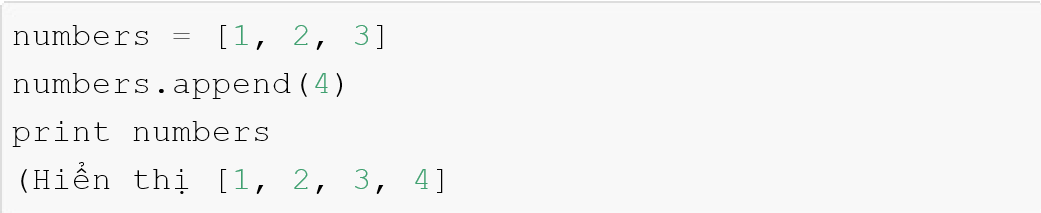 numbers = [1, 2, 3]
numbers.append(4)
print numbers
(Hiển thị [1, 2, 3, 4]